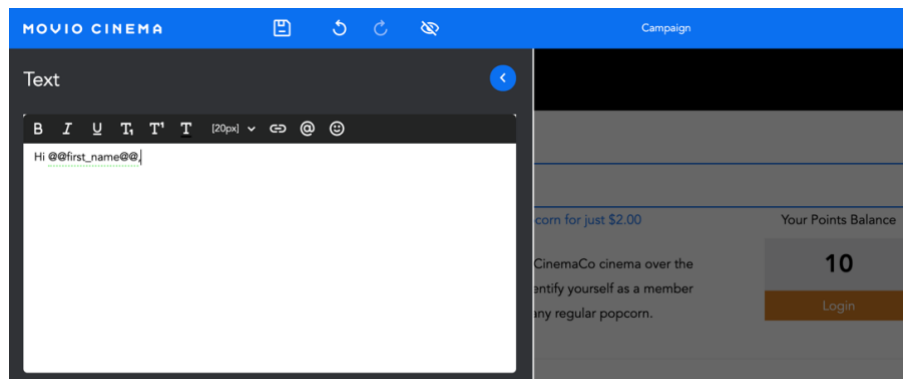 MOVIO CINEMA
Campaign
Text
B I U T, T' T [20px] @
Hi @@first_name@@,
corn for just $2.00
Your Points Balance
CinemaCo cinema over the
10
entify yourself as a member
Login
any regular popcorn.